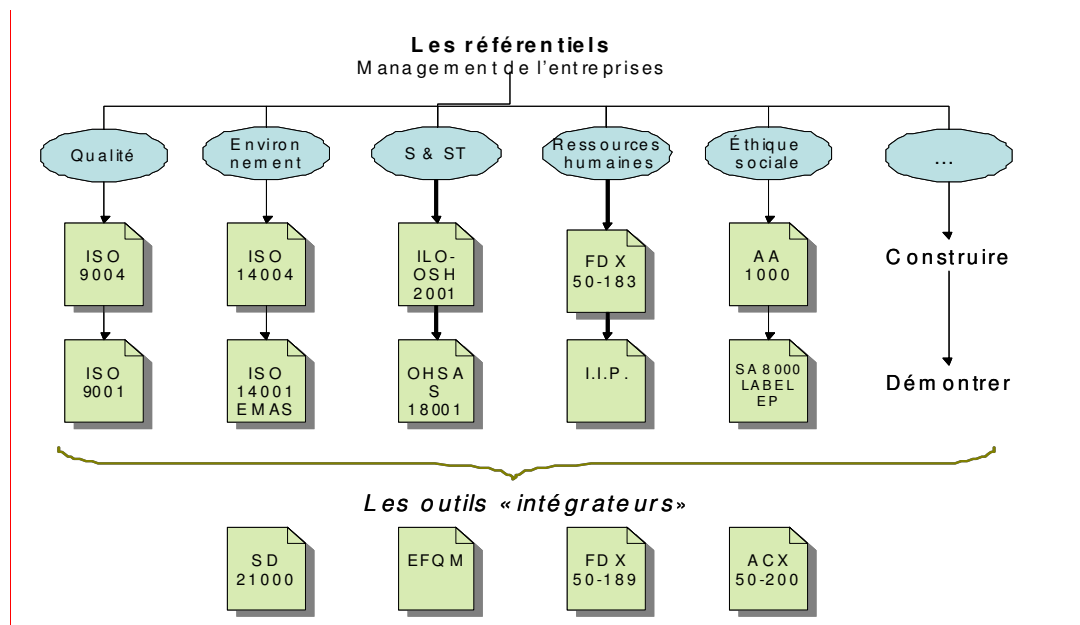 Les référentiels
Management de l'entreprises
Qualité
Environ
nement
S & ST
Ressources
humaines
Éthique
sociale
...
ISO
9004
ISO
14004
ILO-
OSH
2001
FD X
50-183
AA
1000
Construire
ISO
9001
ISO
14001
EMAS
OHSA
S
18001
I.I.P.
SA 8000
LABEL
EP
Démontrer
Les outils «intégrateurs»
SD
21000
EFQM
FD X
50-189
ACX
50-200